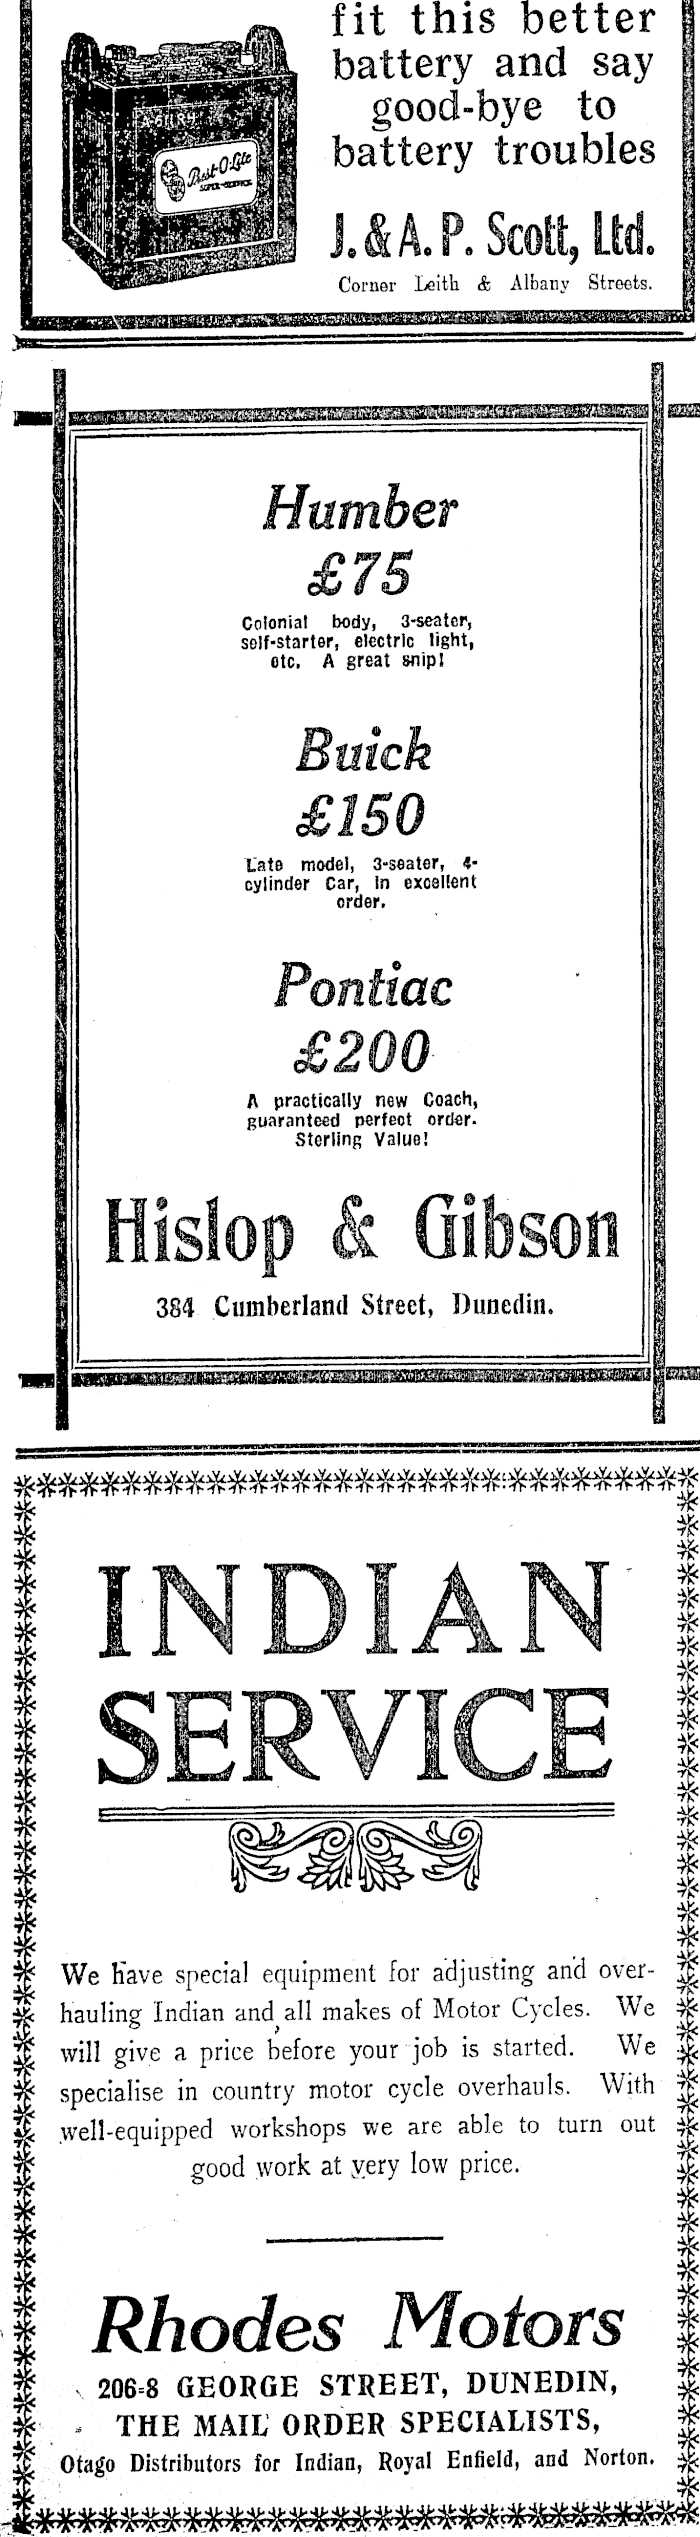 fit this better
battery and say
good-bye to
battery troubles
Prest-O-Lite
SUPER-SERVICE
J. & A. P. Scott, Ltd.
Corner Leith & Albany Streets.
Humber
£75
Colonial body, 3-seater,
self-starter, electric light,
etc. A great snip!
Buick
£150
Late model, 3-seater, 4-
cylinder Car, in excellent
order.
Pontiac
£200
A practically new Coach,
guaranteed perfect order.
Sterling Value!
Hislop & Gibson
384 Cumberland Street, Dunedin.
INDIAN
SERVICE
We have special equipment for adjusting and over-
hauling Indian and all makes of Motor Cycles. We
will give a price before your job is started. We
specialise in country motor cycle overhauls. With
well-equipped workshops we are able to turn out
good work at very low price.
Rhodes Motors
206-8 GEORGE STREET, DUNEDIN,
THE MAIL ORDER SPECIALISTS,
Otago Distributors for Indian, Royal Enfield, and Norton.